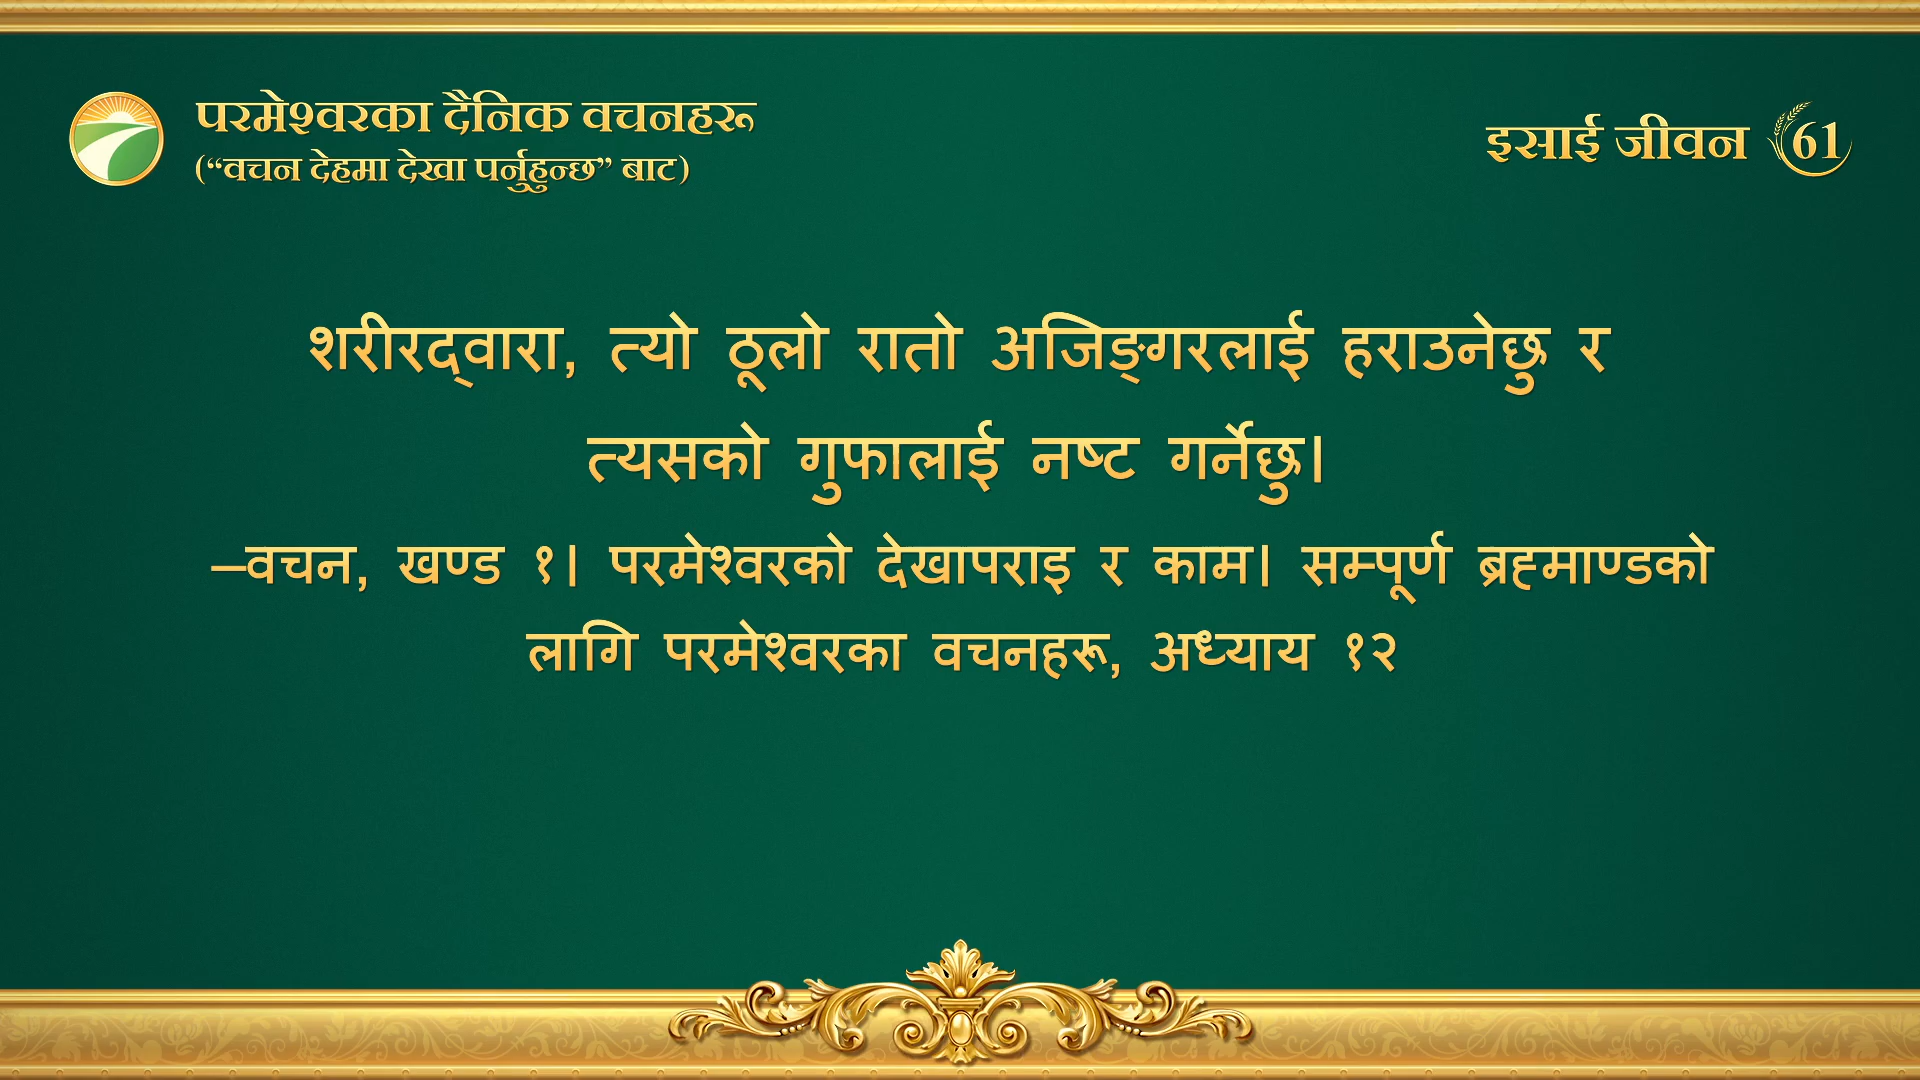 परमेश्वरका दैनिक वचनहरू
(“वचन देहमा देखा पर्नुहुन्छ” बाट)
इसाई जीवन 61
शरीरद्वारा, त्यो ठूलो रातो अजिङ्गरलाई हराउनेछु र
त्यसको गुफालाई नष्ट गर्नेछु।
—वचन, खण्ड १। परमेश्वरको देखापराइ र काम। सम्पूर्ण ब्रह्माण्डको
लागि परमेश्वरका वचनहरू, अध्याय १२